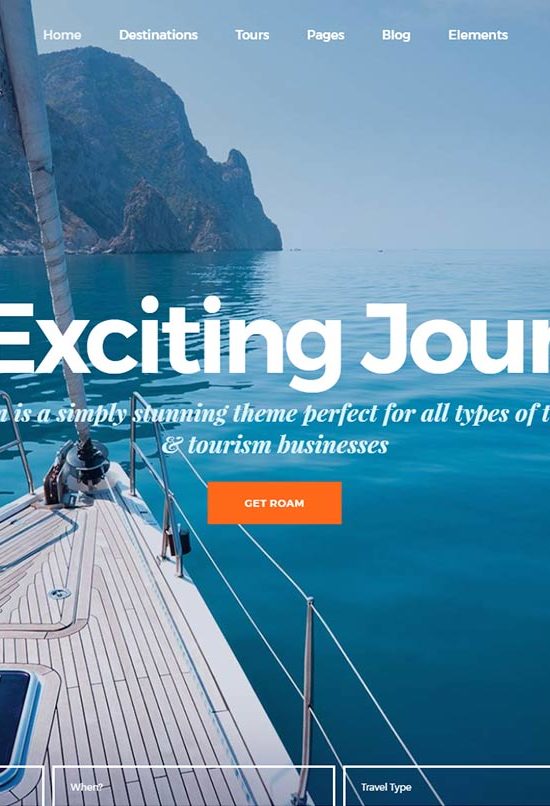 Home Destinations Tours Pages Blog Elements
Exciting Jour
is a simply stunning theme perfect for all types of
& tourism businesses
GET ROAM
When? Travel Type